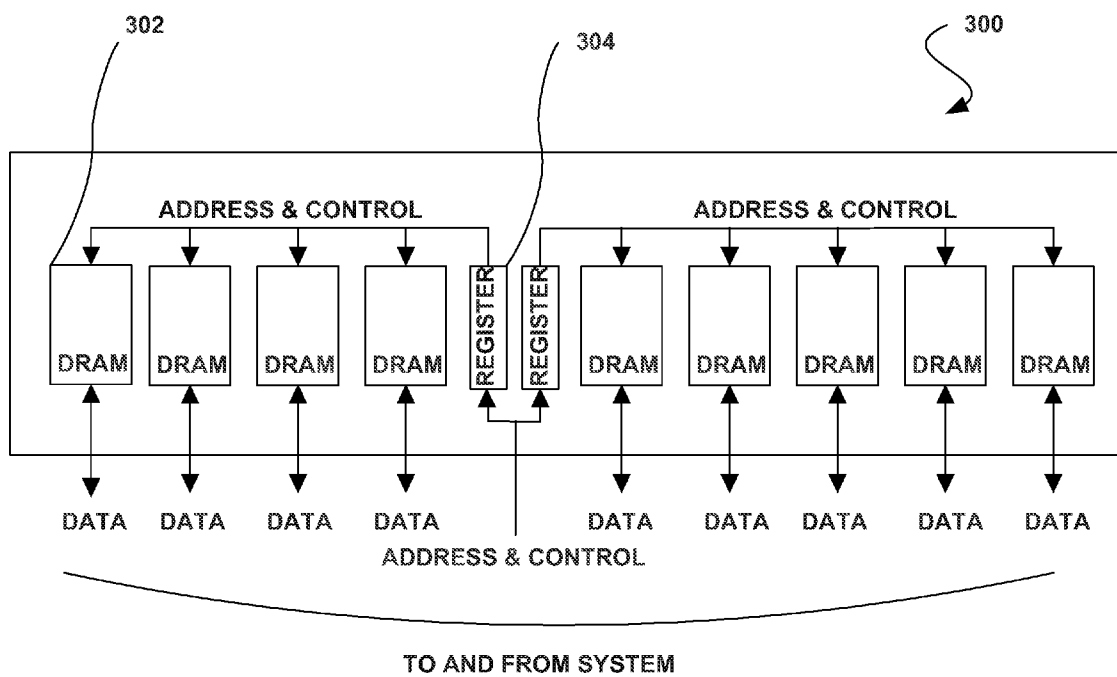 302
304
300
ADDRESS & CONTROL
ADDRESS & CONTROL
DRAM
DRAM
DRAM
DRAM
REGISTER
REGISTER
DRAM
DRAM
DRAM
DRAM
DRAM
DATA
DATA
DATA
DATA
DATA
DATA
DATA
DATA
DATA
ADDRESS & CONTROL
TO AND FROM SYSTEM